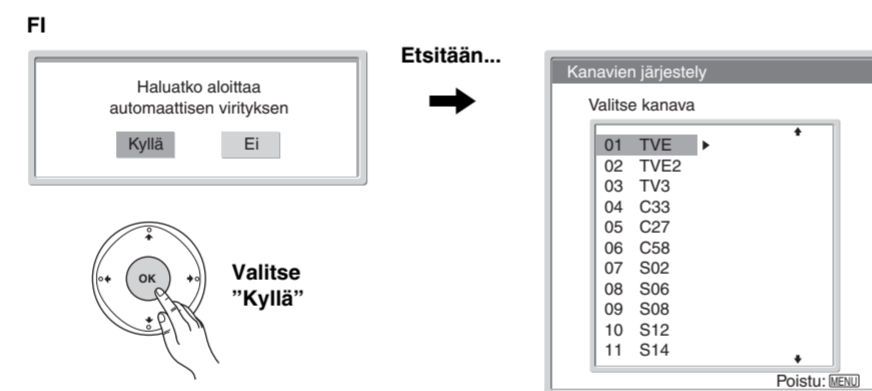 FI
Haluatko aloittaa
automaattisen virityksen
Kyllä
Ei
OK
Valitse
”Kyllä”
Etsitään...
Kanavien järjestely
Valitse kanava
01 TVE
02 TVE2
03 TV3
04 C33
05 C27
06 C58
07 S02
08 S06
09 S08
10 S12
11 S14
Poistu: MENU